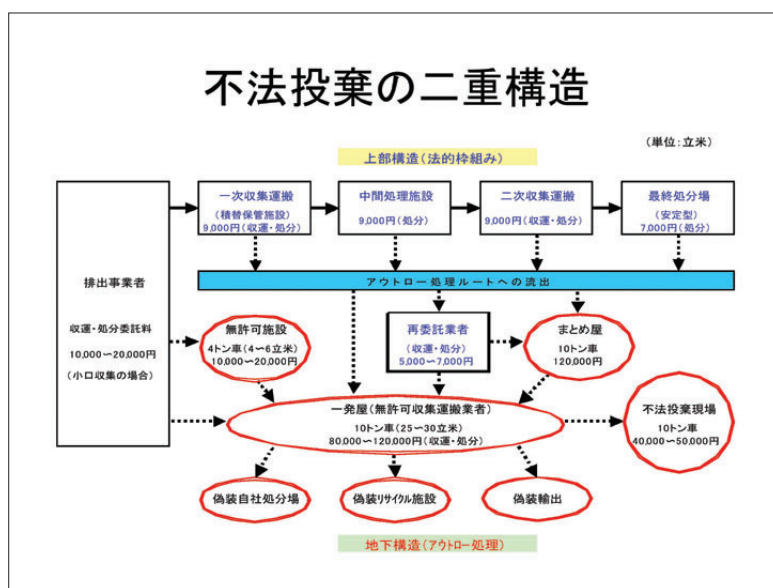 不法投棄の二重構造
(単位:立米)
上部構造(法的枠組み)
一次収集運搬
(積替保管施設)
9,000円(収運・処分)
中間処理施設
9,000円(処分)
二次収集運搬
9,000円(収運・処分)
最終処分場
(安定型)
7,000円(処分)
アウトロー処理ルートへの流出
排出事業者
収運・処分委託料
10,000〜20,000円
(小口収集の場合)
無許可施設
4トン車(4〜6立米)
10,000〜20,000円
再委託業者
(収運・処分)
5,000〜7,000円
まとめ屋
10トン車
120,000円
一発屋(無許可収集運搬業者)
10トン車(25〜30立米)
80,000〜120,000円(収運・処分)
不法投棄現場
10トン車
40,000〜50,000円
偽装自社処分場
偽装リサイクル施設
偽装輸出
地下構造(アウトロー処理)